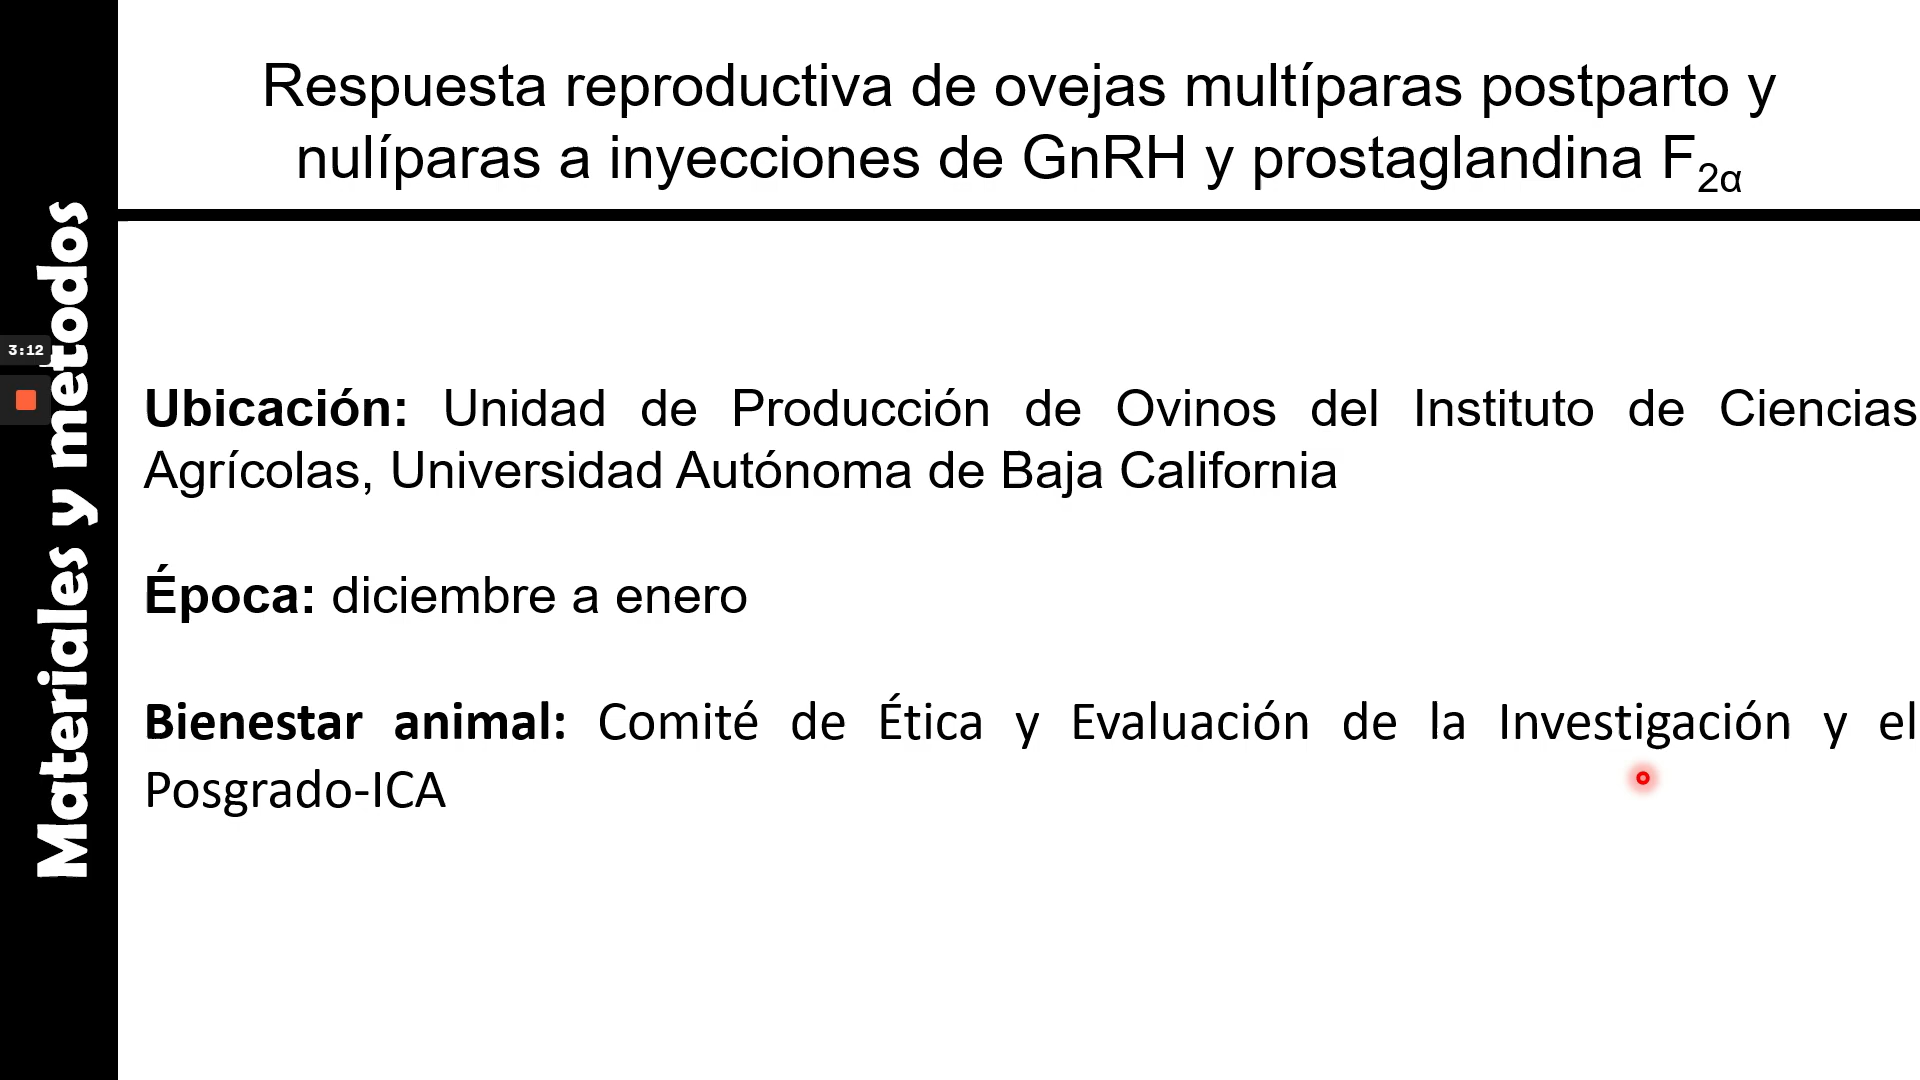 Respuesta reproductiva de ovejas multíparas postparto y
nulíparas a inyecciones de GnRH y prostaglandina F2α
Materiales y métodos
3:12
Ubicación: Unidad de Producción de Ovinos del Instituto de Ciencias
Agrícolas, Universidad Autónoma de Baja California
Época: diciembre a enero
Bienestar animal: Comité de Ética y Evaluación de la Investigación y el
Posgrado-ICA